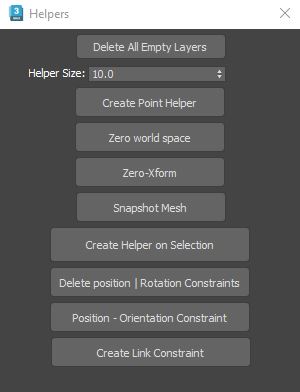 3
Helpers
Delete All Empty Layers
Helper Size: 10.0
Create Point Helper
Zero world space
Zero-Xform
Snapshot Mesh
Create Helper on Selection
Delete position | Rotation Constraints
Position - Orientation Constraint
Create Link Constraint